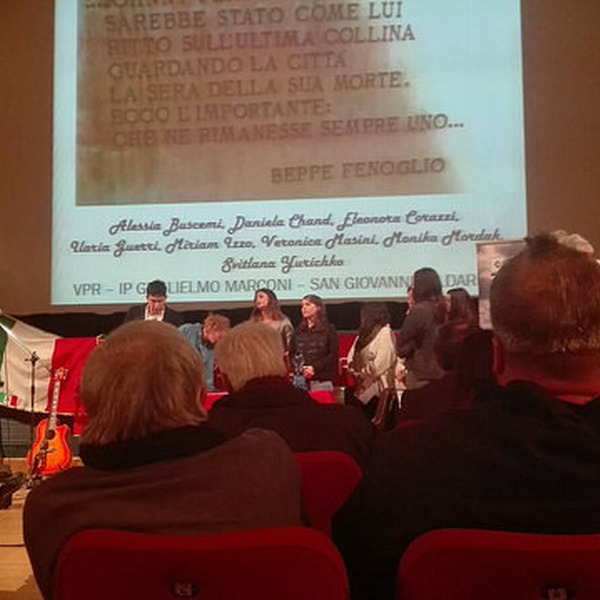 SAREBBE STATO COME LUI
RITTO SULL'ULTIMA COLLINA
GUARDANDO LA CITTÀ
LA SERA DELLA SUA MORTE.
ECCO L'IMPORTANTE:
CHE NE RIMANESSE SEMPRE UNO...
BEPPE FENOGLIO
Alessia Buscemi, Daniela Chand, Eleonora Corazzi,
Ilaria Guerri, Miriam Izzo, Veronica Masini, Monika Mordak,
Svitlana Yurichko
VPR – IP GUGLIELMO MARCONI – SAN GIOVANNI